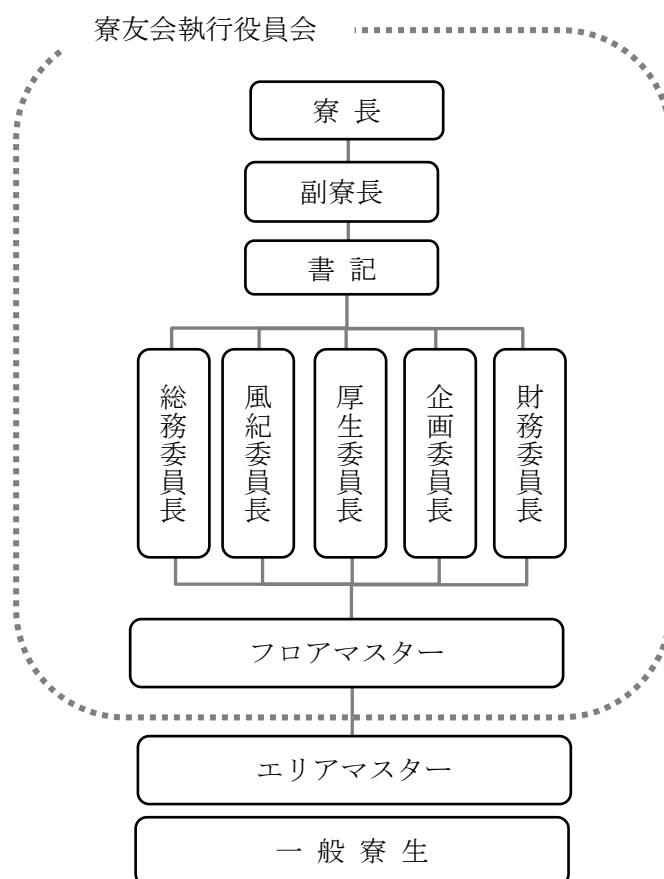 寮友会執行役員会
寮 長
副寮長
書 記
総務委員長
風紀委員長
厚生委員長
企画委員長
財務委員長
フロアマスター
エリアマスター
一 般 寮 生